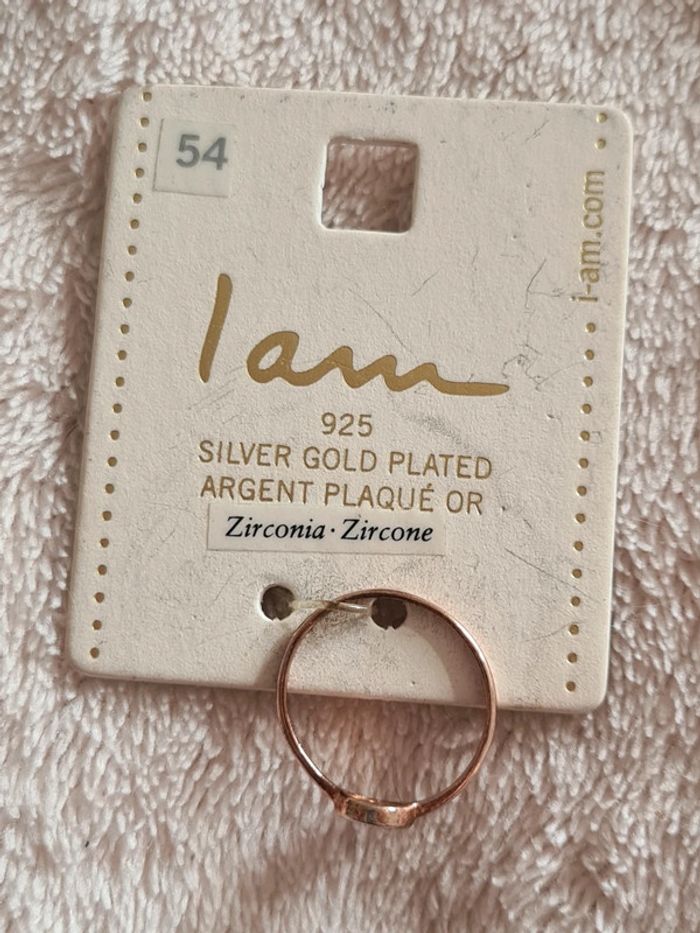 54
i-am.com
I am
925
SILVER GOLD PLATED
ARGENT PLAQUÉ OR
Zirconia · Zircone